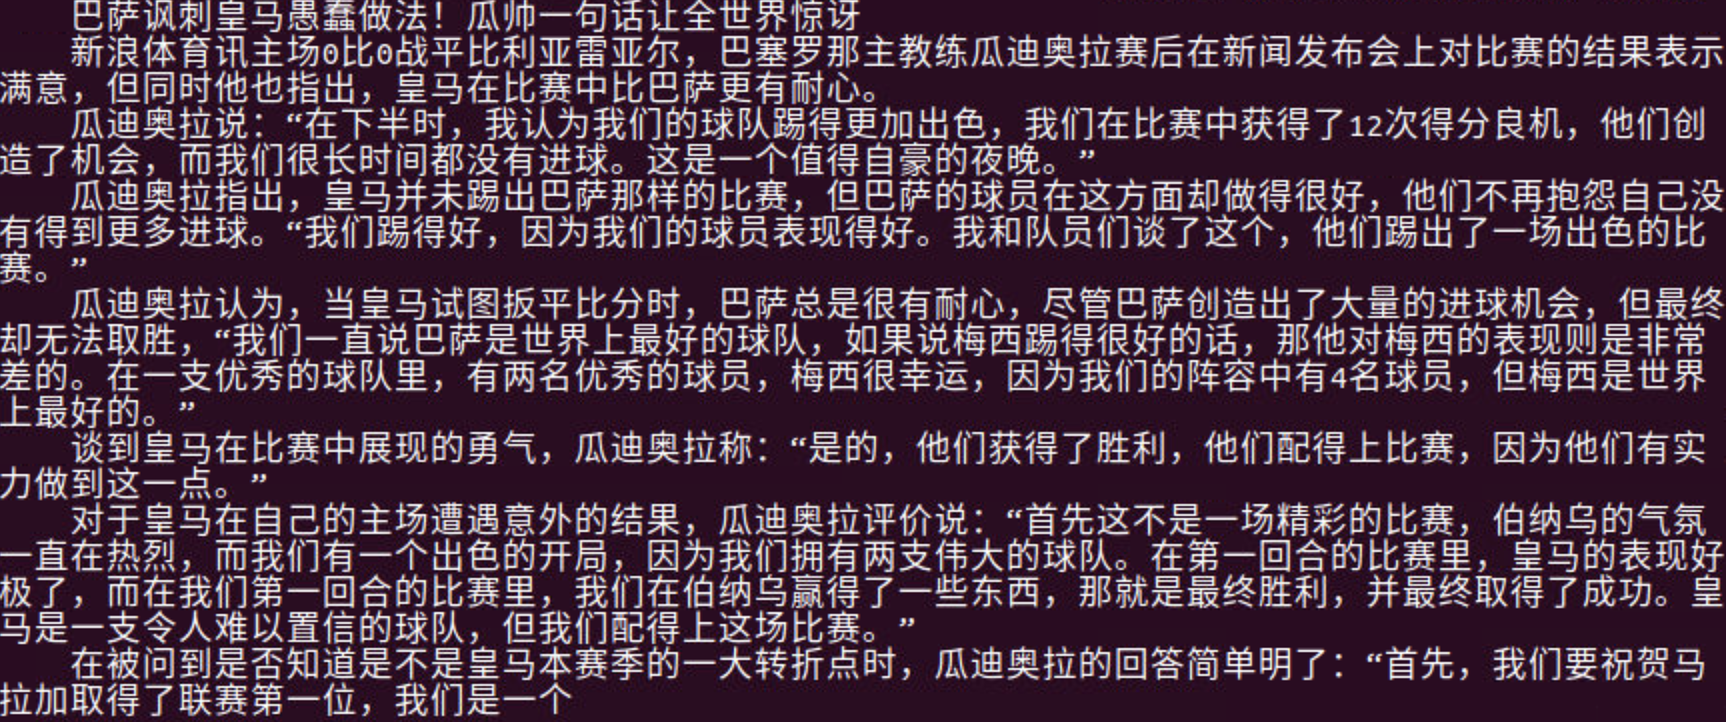 巴萨讽刺皇马愚蠢做法！瓜帅一句话让全世界惊讶
新浪体育讯主场0比0战平比利亚雷亚尔，巴塞罗那主教练瓜迪奥拉赛后在新闻发布会上对比赛的结果表示
满意，但同时他也指出，皇马在比赛中比巴萨更有耐心。
瓜迪奥拉说：“在下半时，我认为我们的球队踢得更加出色，我们在比赛中获得了12次得分良机，他们创
造了机会，而我们很长时间都没有进球。这是一个值得自豪的夜晚。”
瓜迪奥拉指出，皇马并未踢出巴萨那样的比赛，但巴萨的球员在这方面却做得很好，他们不再抱怨自己没
有得到更多进球。“我们踢得好，因为我们的球员表现得好。我和队员们谈了这个，他们踢出了一场出色的比
赛。”
瓜迪奥拉认为，当皇马试图扳平比分时，巴萨总是很有耐心，尽管巴萨创造出了大量的进球机会，但最终
却无法取胜，“我们一直说巴萨是世界上最好的球队，如果说梅西踢得很好的话，那他对梅西的表现则是非常
差的。在一支优秀的球队里，有两名优秀的球员，梅西很幸运，因为我们的阵容中有4名球员，但梅西是世界
上最好的。”
谈到皇马在比赛中展现的勇气，瓜迪奥拉称：“是的，他们获得了胜利，他们配得上比赛，因为他们有实
力做到这一点。”
对于皇马在自己的主场遭遇意外的结果，瓜迪奥拉评价说：“首先这不是一场精彩的比赛，伯纳乌的气氛
一直在热烈，而我们有一个出色的开局，因为我们拥有两支伟大的球队。在第一回合的比赛里，皇马的表现好
极了，而在我们第一回合的比赛里，我们在伯纳乌赢得了一些东西，那就是最终胜利，并最终取得了成功。皇
马是一支令人难以置信的球队，但我们配得上这场比赛。”
在被问到是否知道是不是皇马本赛季的一大转折点时，瓜迪奥拉的回答简单明了：“首先，我们要祝贺马
拉加取得了联赛第一位，我们是一个